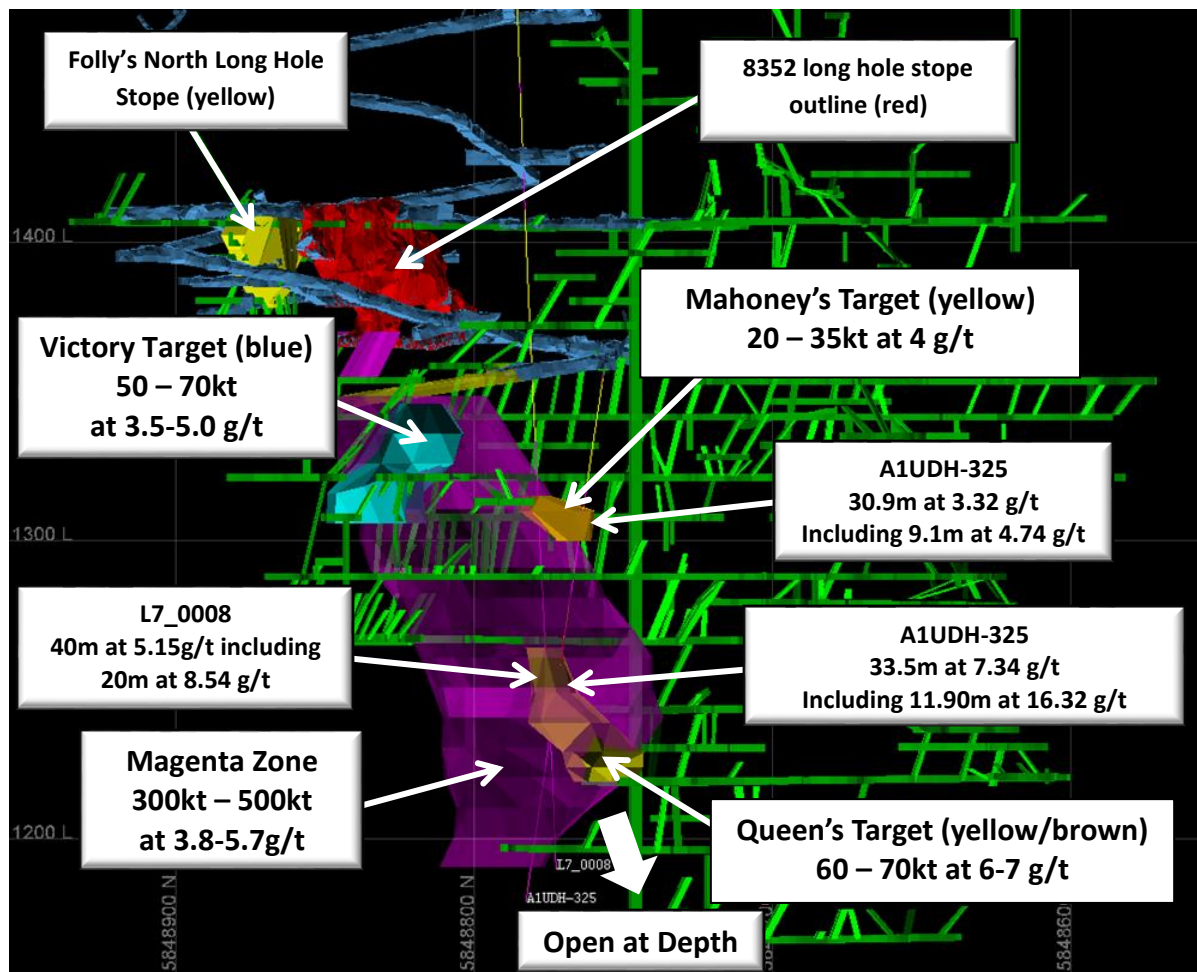 Folly’s North Long Hole
Stope (yellow)
8352 long hole stope
outline (red)
1400 L
Mahoney’s Target (yellow)
20 – 35kt at 4 g/t
Victory Target (blue)
50 – 70kt
at 3.5-5.0 g/t
A1UDH-325
30.9m at 3.32 g/t
Including 9.1m at 4.74 g/t
1300 L
L7_0008
40m at 5.15g/t including
20m at 8.54 g/t
A1UDH-325
33.5m at 7.34 g/t
Including 11.90m at 16.32 g/t
Magenta Zone
300kt – 500kt
at 3.8-5.7g/t
Queen’s Target (yellow/brown)
60 – 70kt at 6-7 g/t
1200 L
L7_0008
A1UDH-325
Open at Depth
5848900 N
5848800 N